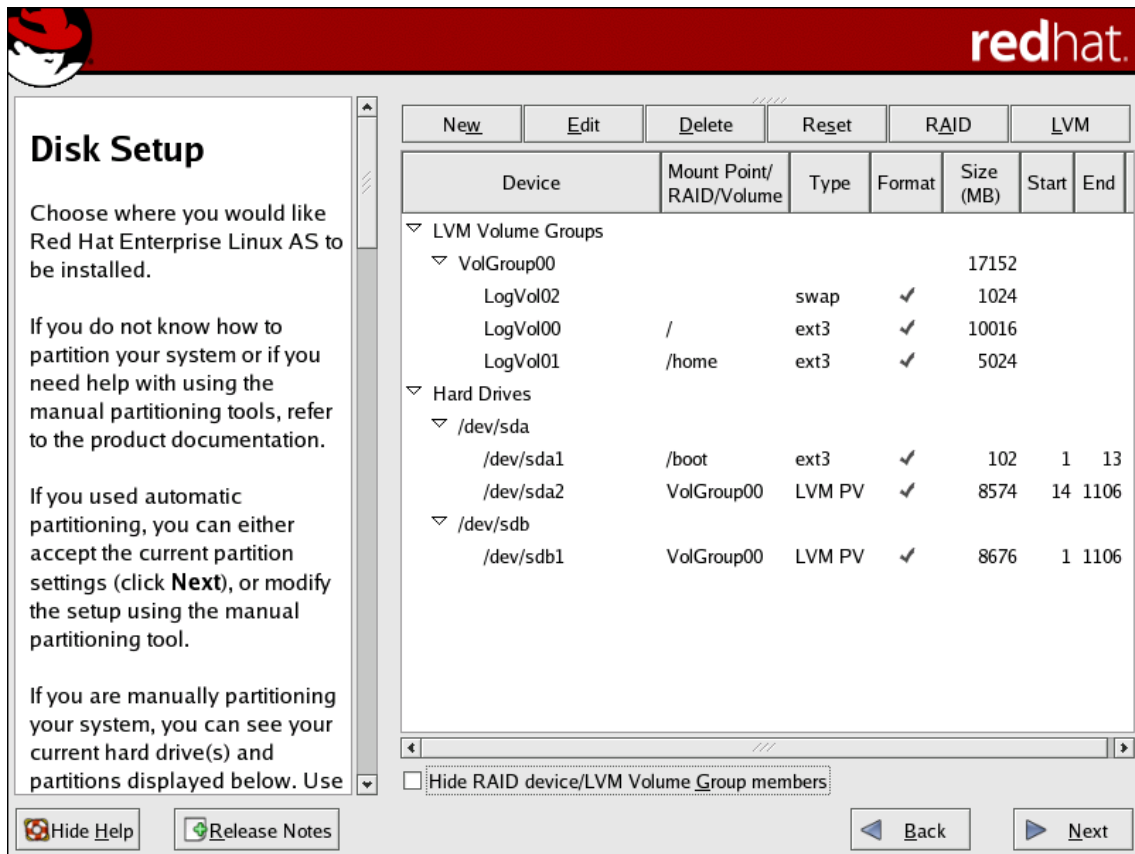 redhat.
Disk Setup
Choose where you would like
Red Hat Enterprise Linux AS to
be installed.
If you do not know how to
partition your system or if you
need help with using the
manual partitioning tools, refer
to the product documentation.
If you used automatic
partitioning, you can either
accept the current partition
settings (click Next), or modify
the setup using the manual
partitioning tool.
If you are manually partitioning
your system, you can see your
current hard drive(s) and
partitions displayed below. Use
New Edit Delete Reset RAID LVM
Device Mount Point/ RAID/Volume Type Format Size (MB) Start End
LVM Volume Groups
VolGroup00 17152
LogVol02 swap 1024
LogVol00 / ext3 10016
LogVol01 /home ext3 5024
Hard Drives
/dev/sda
/dev/sda1 /boot ext3 102 1 13
/dev/sda2 VolGroup00 LVM PV 8574 14 1106
/dev/sdb
/dev/sdb1 VolGroup00 LVM PV 8676 1 1106
Hide RAID device/LVM Volume Group members
Hide Help Release Notes Back Next